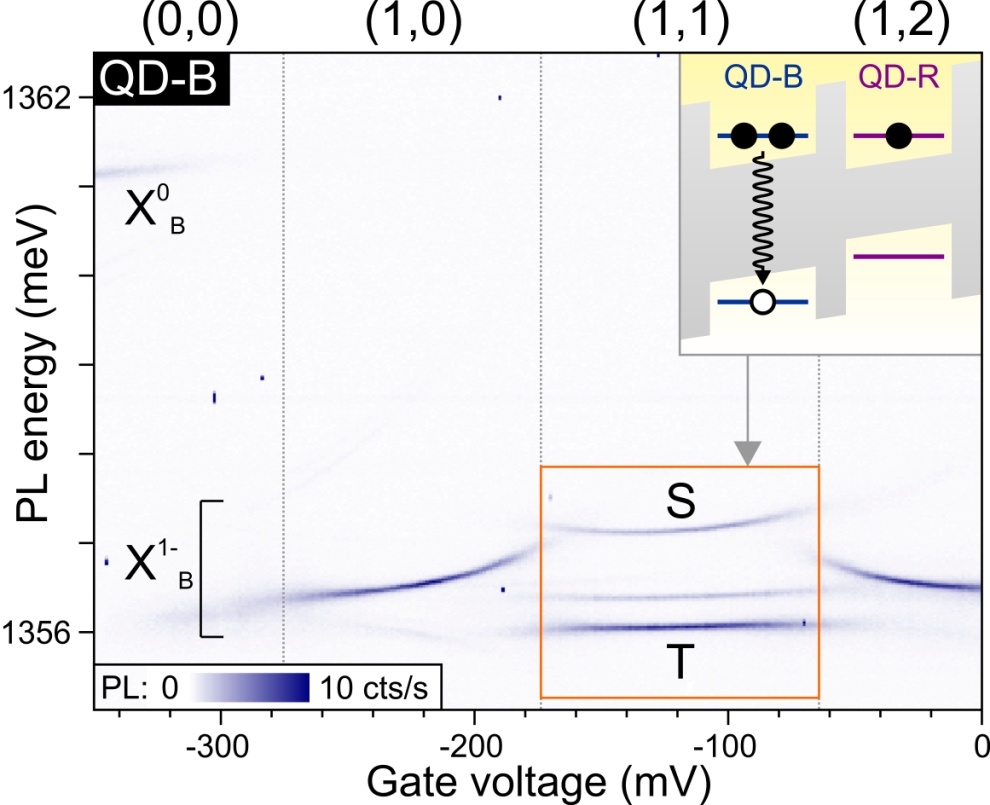 (0,0) (1,0) (1,1) (1,2)
QD-B
QD-B QD-R
1362
X⁰B
PL energy (meV)
S
X¹⁻B
1356
T
PL: 0 10 cts/s
-300 -200 -100 0
Gate voltage (mV)